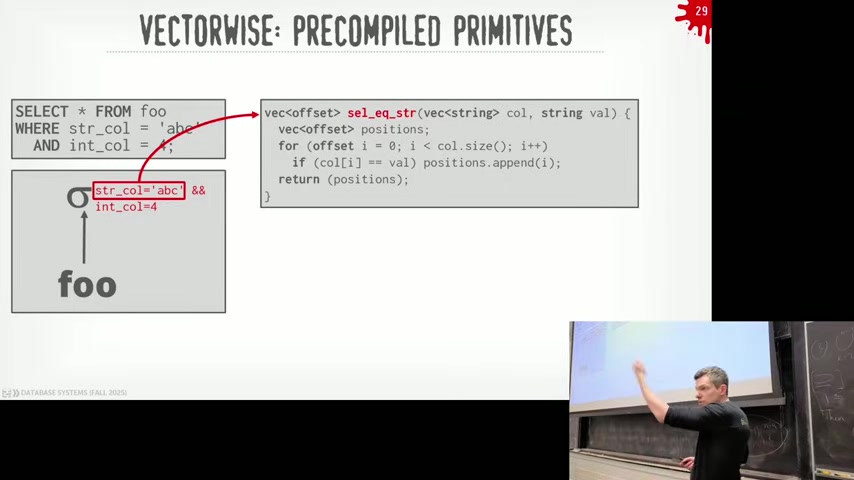 29
VECTORWISE: PRECOMPILED PRIMITIVES
SELECT * FROM foo
WHERE str_col = 'abc'
AND int_col = 4;
σ
str_col='abc' &&
int_col=4
foo
vec<offset> sel_eq_str(vec<string> col, string val) {
vec<offset> positions;
for (offset i = 0; i < col.size(); i++)
if (col[i] == val) positions.append(i);
return (positions);
}
DATABASE SYSTEMS (FALL 2025)